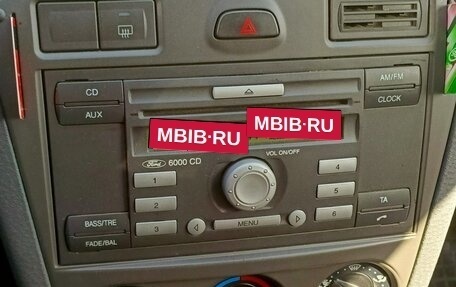 CD
AM/FM
AUX
CLOCK
MBIB·RU
MBIB·RU
Ford
6000 CD
VOL ON/OFF
1
4
2
5
3
6
BASS/TRE
FADE/BAL
MENU
TA